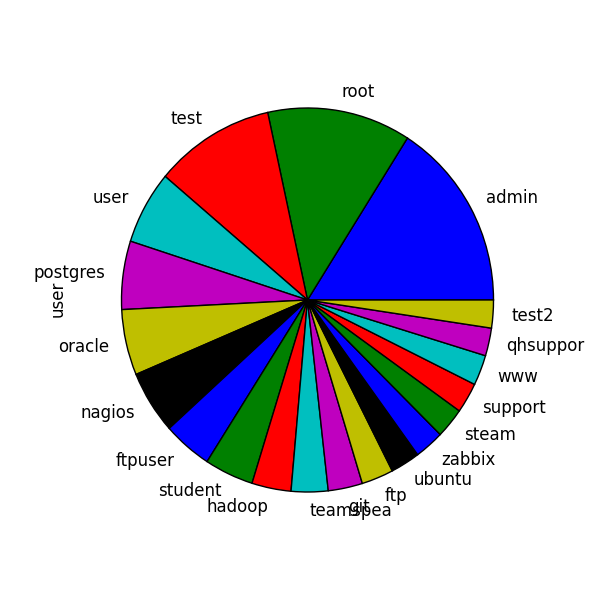 root
test
admin
user
postgres
user
test2
oracle
qhsuppor
www
nagios
support
steam
ftpuser
zabbix
ubuntu
student
ftp
hadoop
teamspea
git